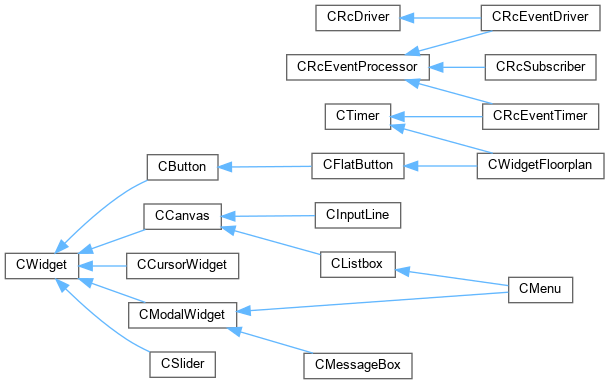 CRcDriver
CRcEventDriver
CRcEventProcessor
CRcSubscriber
CTimer
CRcEventTimer
CButton
CFlatButton
CWidgetFloorplan
CCanvas
CInputLine
CWidget
CCursorWidget
CListbox
CMenu
CModalWidget
CSlider
CMessageBox